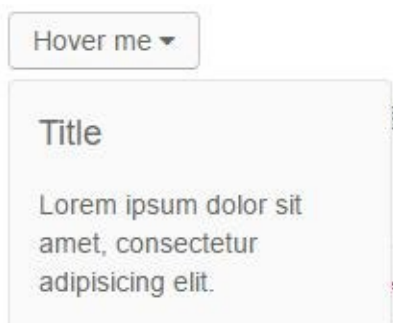 Hover me
Title
Lorem ipsum dolor sit
amet, consectetur
adipisicing elit.